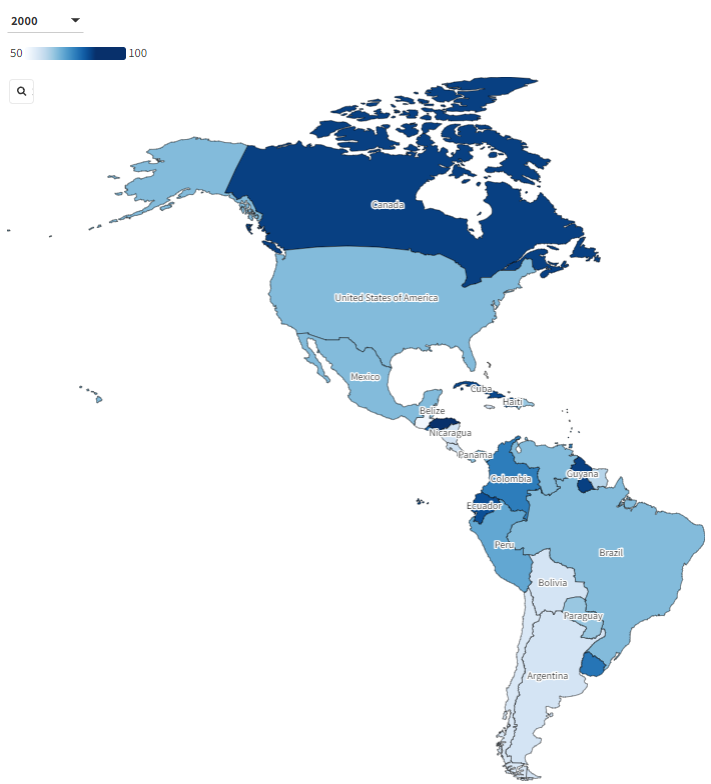 2000
50 100
Canada
United States of America
Mexico
Cuba
Haiti
Belize
Nicaragua
Panama
Guyana
Colombia
Ecuador
Peru
Brazil
Bolivia
Paraguay
Argentina